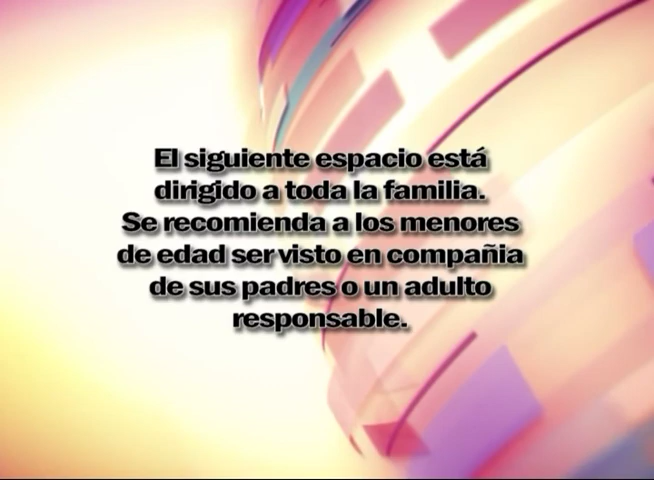 El siguiente espacio está
dirigido a toda la familia.
Se recomienda a los menores
de edad ser visto en compañia
de sus padres o un adulto
responsable.